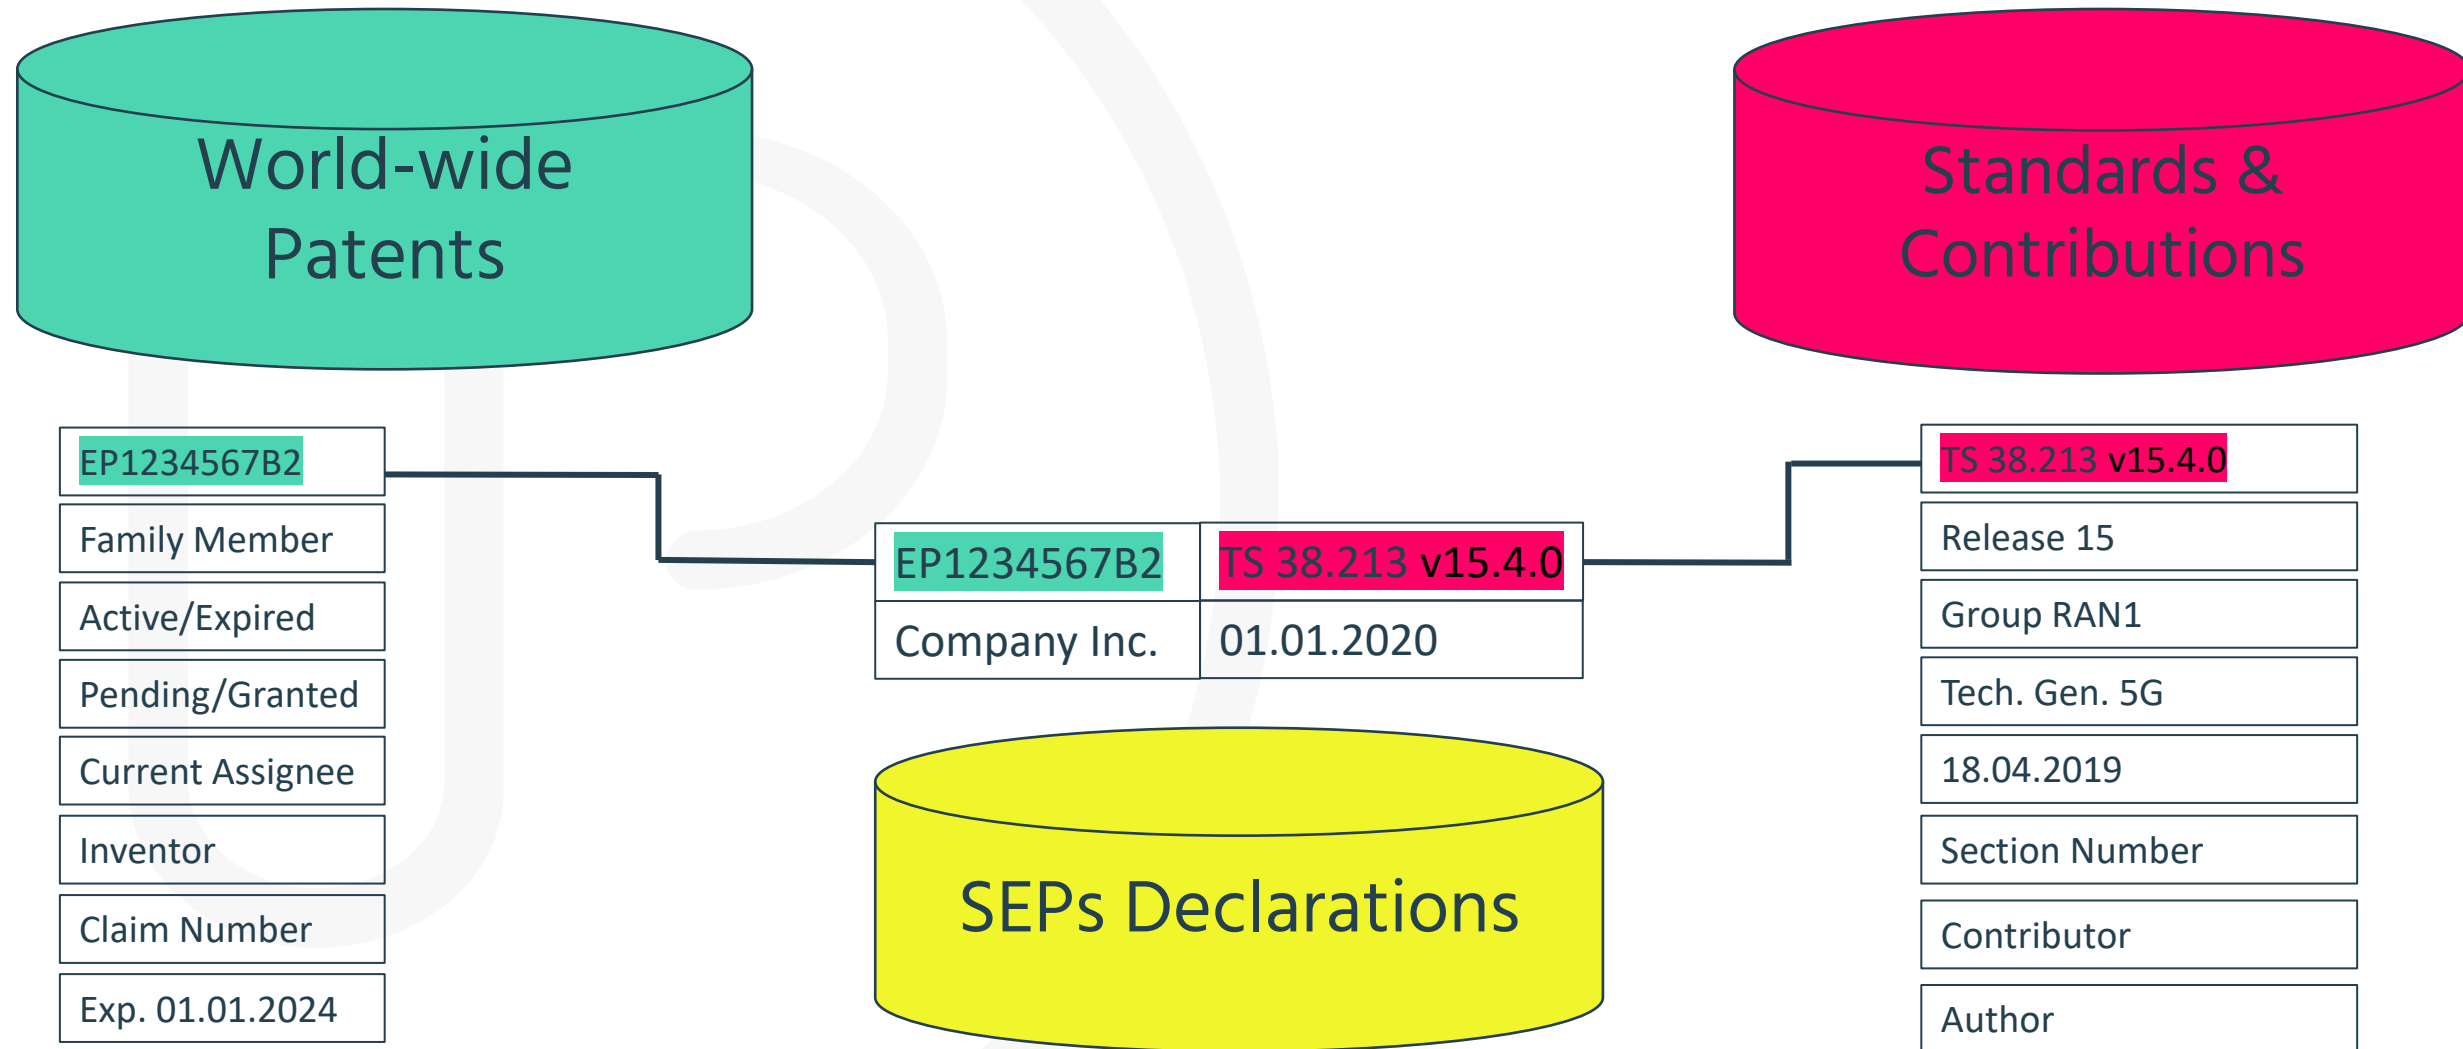 World-wide
Patents
Standards &
Contributions
EP1234567B2
Family Member
Active/Expired
Pending/Granted
Current Assignee
Inventor
Claim Number
Exp. 01.01.2024
EP1234567B2 TS 38.213 v15.4.0
Company Inc. 01.01.2020
SEPs Declarations
TS 38.213 v15.4.0
Release 15
Group RAN1
Tech. Gen. 5G
18.04.2019
Section Number
Contributor
Author